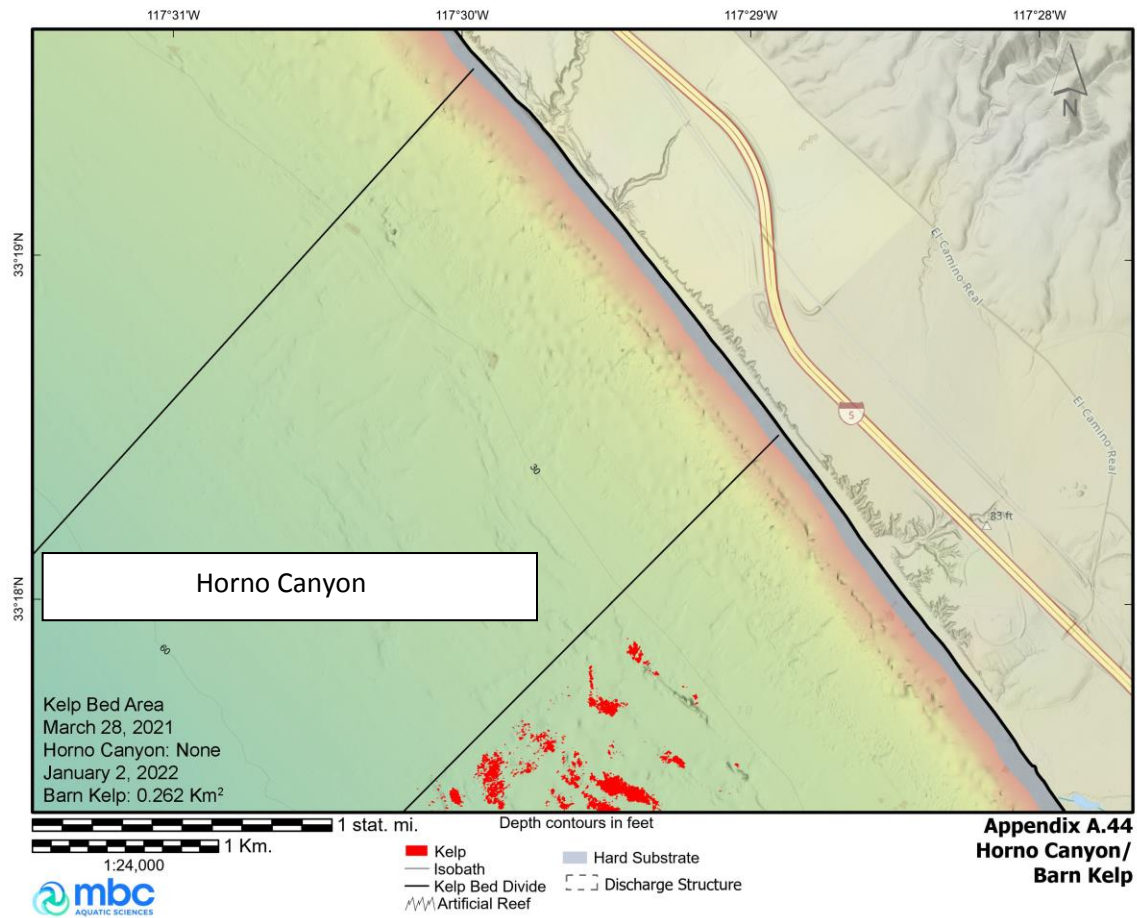 117°31'W
117°30'W
117°29'W
117°28'W
N
33°19'N
El Camino Real
5
El Camino Real
30
83 ft
Horno Canyon
33°18'N
60
Kelp Bed Area
March 28, 2021
Horno Canyon: None
January 2, 2022
Barn Kelp: 0.262 Km²
1 stat. mi.
1 Km.
1:24,000
mbc
AQUATIC SCIENCES
Depth contours in feet
Kelp
Isobath
Kelp Bed Divide
Artificial Reef
Hard Substrate
Discharge Structure
Appendix A.44
Horno Canyon/
Barn Kelp